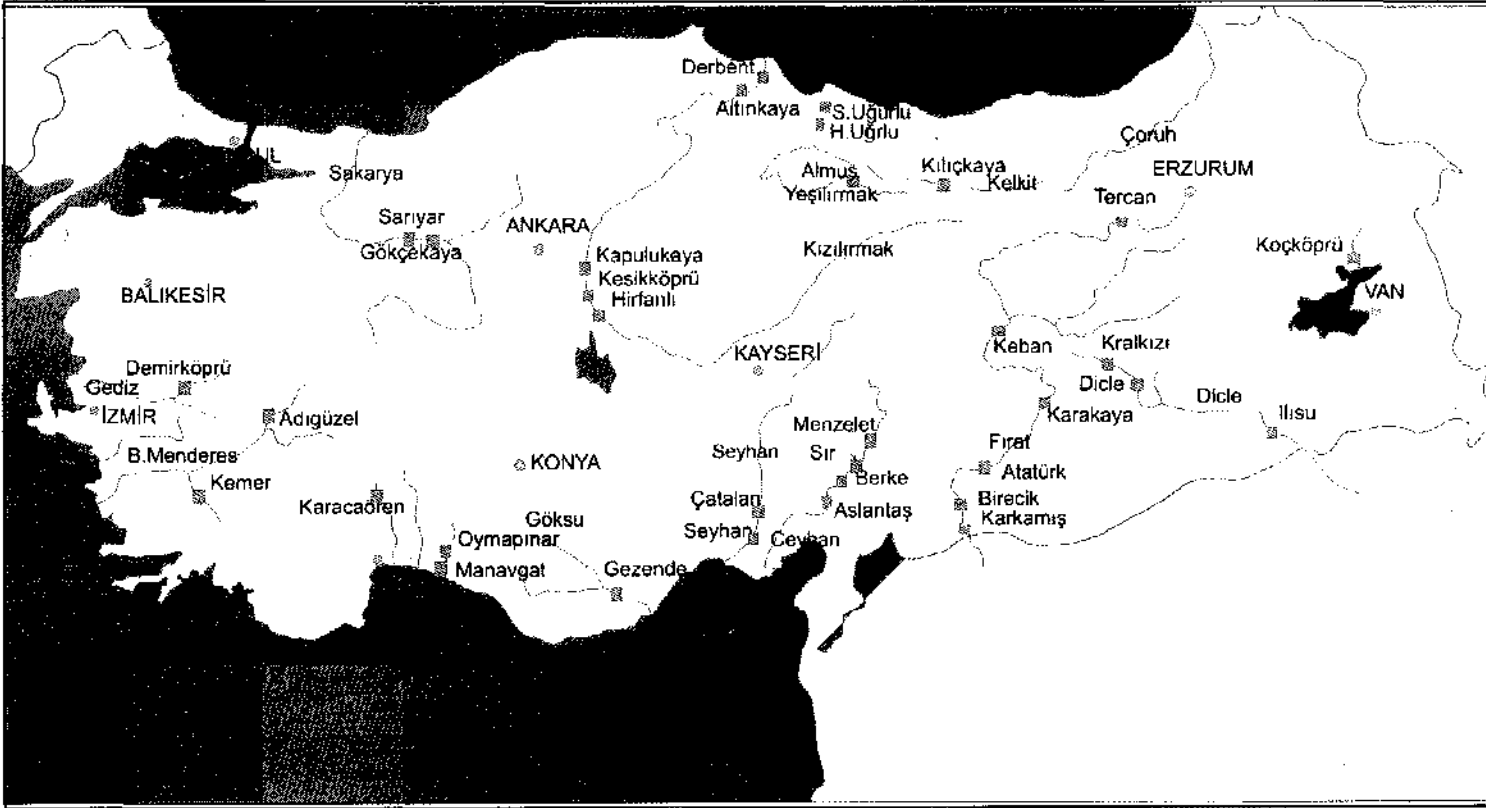 Derbent
Altınkaya
S.Uğurlu
H.Uğrlu
Çoruh
UL
Sakarya
Almus
Yeşilırmak
Kılıçkaya
Kelkit
ERZURUM
Tercan
Sarıyar
Gökçekaya
ANKARA
Kızılırmak
Koçköprü
Kapulukaya
Kesikköprü
Hirfanlı
BALIKESİR
VAN
Keban
Kralkızı
KAYSERİ
Demirköprü
Gediz
İZMİR
Adıgüzel
Dicle
Dicle
Karakaya
Ilısu
Menzelet
Seyhan
Sır
Fırat
B.Menderes
KONYA
Berke
Atatürk
Kemer
Karacaören
Çatalan
Aslantaş
Birecik
Karkamış
Göksu
Oymapınar
Seyhan
Ceyhan
Manavgat
Gezende